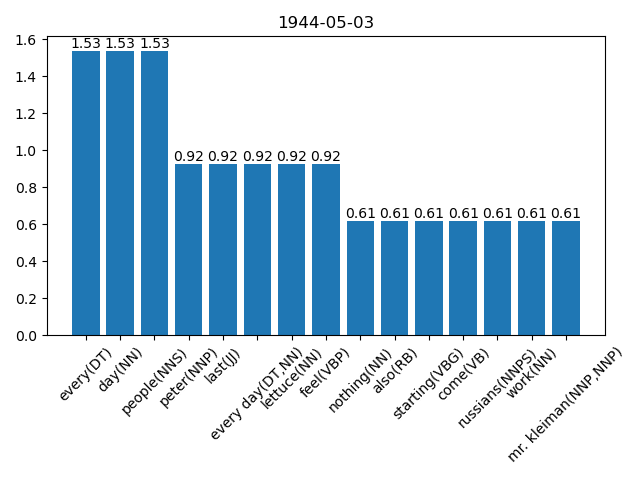 1944-05-03
1.6
1.4
1.2
1.0
0.8
0.6
0.4
0.2
0.0
1.53 1.53 1.53
0.92 0.92 0.92 0.92 0.92
0.61 0.61 0.61 0.61 0.61 0.61 0.61
every(DT)
day(NN)
people(NNS)
peter(NNP)
last(JJ)
every day(DT,NN)
lettuce(NN)
feel(VBP)
nothing(NN)
also(RB)
starting(VBG)
come(VB)
russians(NNPS)
work(NN)
mr. kleiman(NNP,NNP)